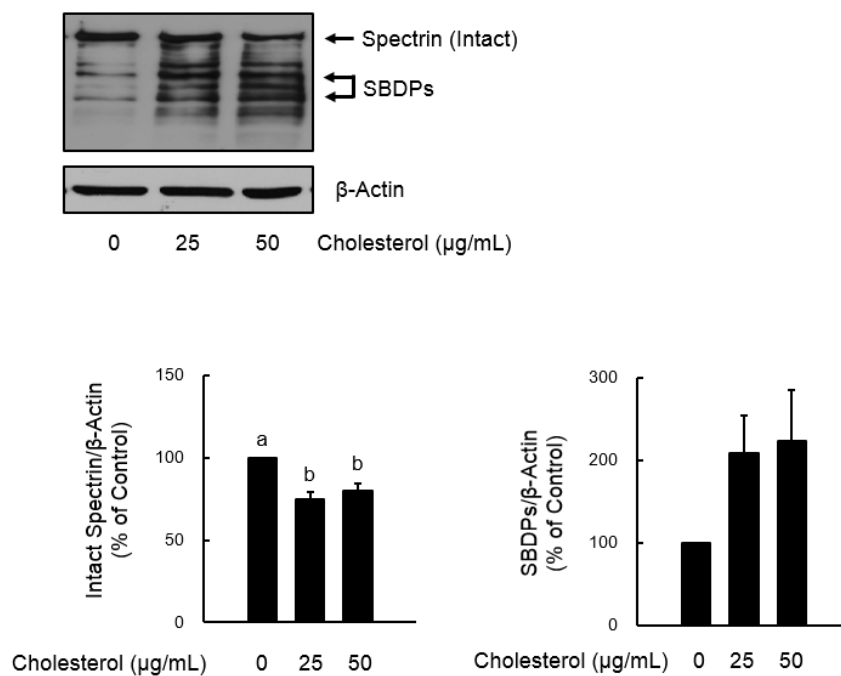 Spectrin (Intact)
SBDPs
β-Actin
0 25 50 Cholesterol (µg/mL)
Intact Spectrin/β-Actin
(% of Control)
150
100
50
0
a
b
b
Cholesterol (µg/mL) 0 25 50
SBDPs/β-Actin
(% of Control)
300
200
100
0
Cholesterol (µg/mL) 0 25 50